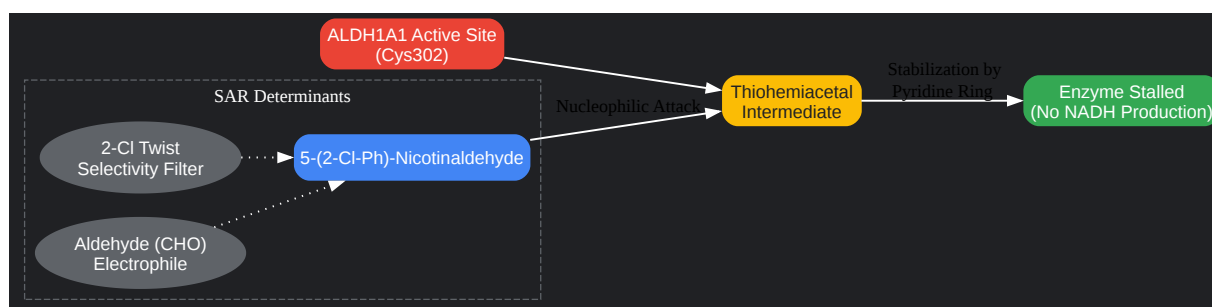 ALDH1A1 Active Site
(Cys302)
SAR Determinants
2-Cl Twist
Selectivity Filter
5-(2-Cl-Ph)-Nicotinaldehyde
Aldehyde (CHO)
Electrophile
Nucleophilic Attack
Thiohemiacetal
Intermediate
Stabilization by
Pyridine Ring
Enzyme Stalled
(No NADH Production)